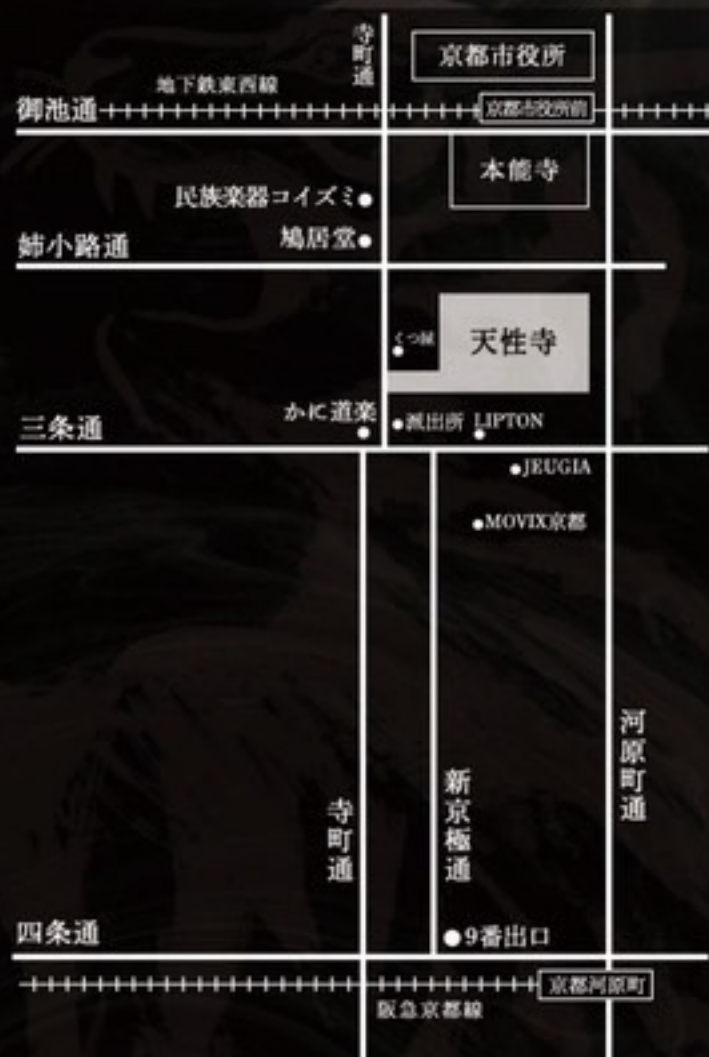 寺町通
京都市役所
地下鉄東西線
御池通
京都市役所前
本能寺
民族楽器コイズミ
鳩居堂
姉小路通
くつ屋
天性寺
かに道楽
派出所
LIPTON
三条通
JEUGIA
MOVIX京都
河原町通
新京極通
寺町通
四条通
9番出口
京都河原町
阪急京都線